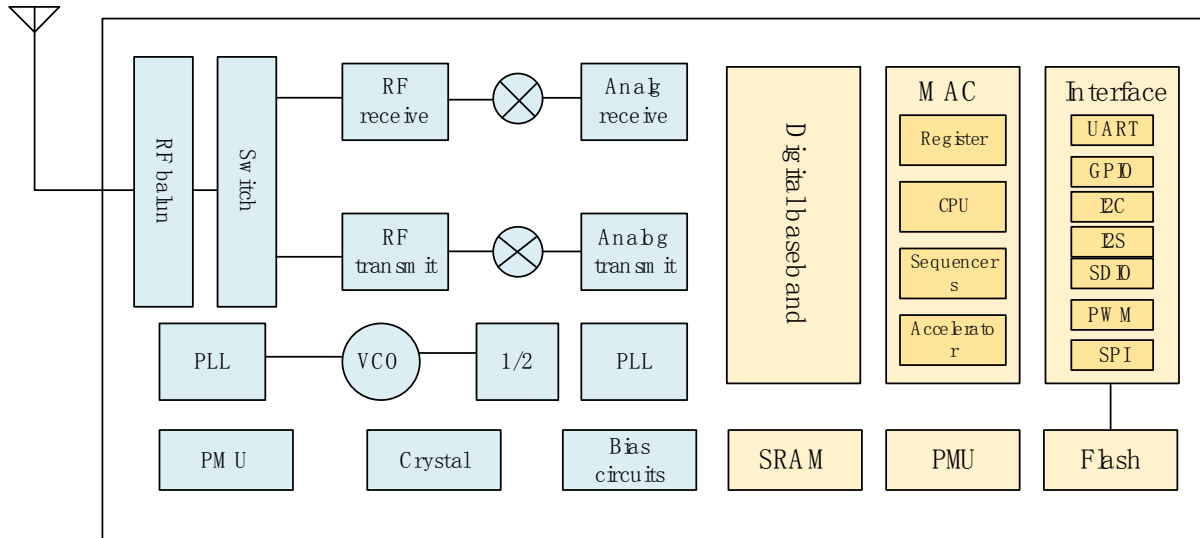 RF balun
Switch
RF
receive
Analg
receive
RF
transmit
Analog
transmit
PLL
VCO
1/2
PLL
PMU
Crystal
Bias
circuits
Digital baseband
MAC
Register
CPU
Sequencer
s
Accelerato
r
Interface
UART
GPIO
I2C
I2S
SDIO
PWM
SPI
SRAM
PMU
Flash